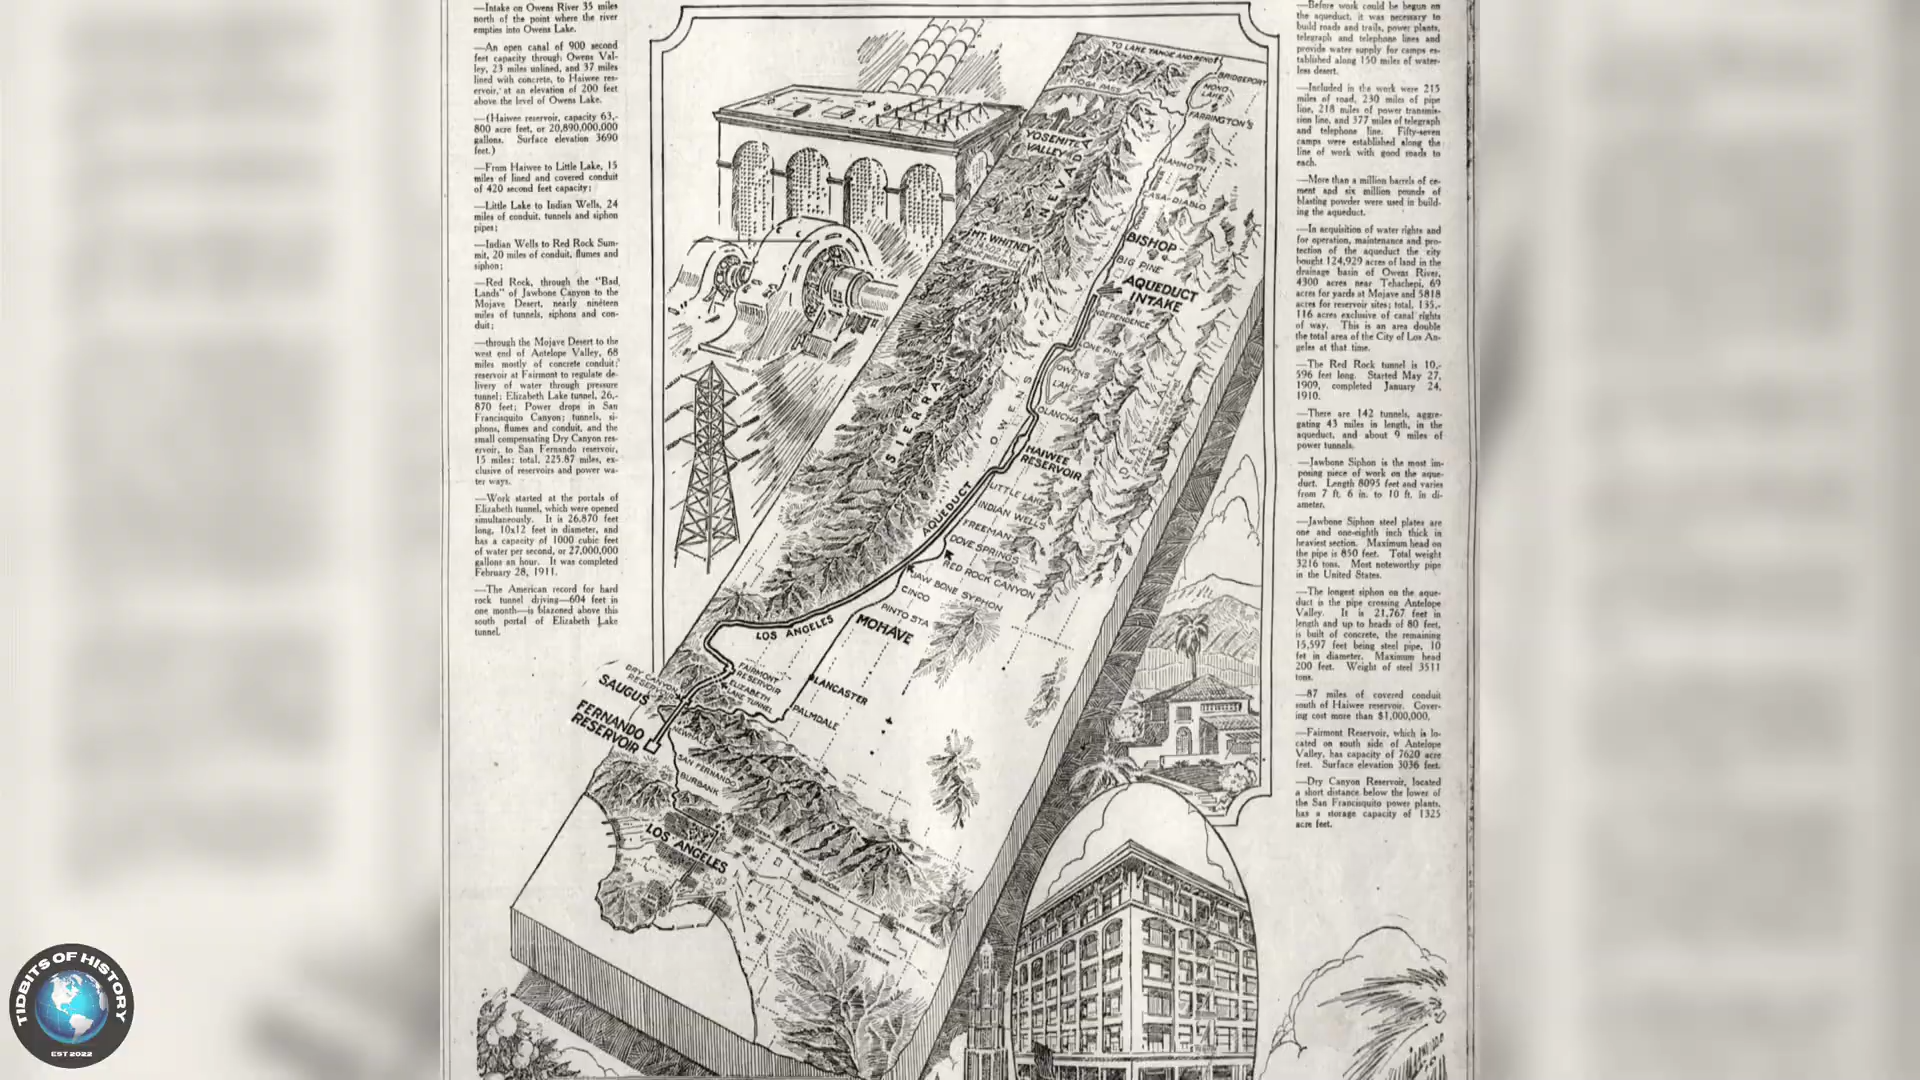 —Intake on Owens River 35 miles
north of the point where the river
empties into Owens Lake.
—An open canal of 900 second
feet capacity through Owens Val-
ley, 23 miles unlined, and 37 miles
lined with concrete, to Haiwee res-
ervoir, at an elevation of 200 feet
above the level of Owens Lake.
—(Haiwee reservoir, capacity 63,-
800 acre feet, or 20,890,000,000
gallons. Surface elevation 3690
feet.)
—From Haiwee to Little Lake, 15
miles of lined and covered conduit
of 420 second feet capacity;
—Little Lake to Indian Wells, 24
miles of conduit, tunnels and siphon
pipes;
—Indian Wells to Red Rock Sum-
mit, 20 miles of conduit, flumes and
siphon;
—Red Rock, through the "Bad
Lands" of Jawbone Canyon to the
Mojave Desert, nearly nineteen
miles of tunnels, siphons and con-
duit;
—through the Mojave Desert to the
west end of Antelope Valley, 68
miles mostly of concrete conduit;
reservoir at Fairmont to regulate de-
livery of water through pressure
tunnel; Elizabeth Lake tunnel, 26,-
870 feet; Power drops in San
Francisquito Canyon; tunnels, si-
phons, flumes and conduit, and the
small compensating Dry Canyon res-
ervoir, to San Fernando reservoir,
15 miles; total, 225.87 miles, ex-
clusive of reservoirs and power wa-
ter ways.
—Work started at the portals of
Elizabeth tunnel, which were opened
simultaneously. It is 26,870 feet
long, 10x12 feet in diameter, and
has a capacity of 1000 cubic feet
of water per second, or 27,000,000
gallons an hour. It was completed
February 28, 1911.
—The American record for hard
rock tunnel driving—604 feet in
one month—is blazoned above this
south portal of Elizabeth Lake
tunnel.
TO LAKE TAHOE AND RENO
BRIDGEPORT
MONO
LAKE
TIOGA PASS
FARRINGTON'S
YOSEMITE
VALLEY
MAMMOTH
CASA-DIABLO
SIERRA NEVADA
MT. WHITNEY
BISHOP
BIG PINE
AQUEDUCT
INTAKE
INDEPENDENCE
LONE PINE
OWENS
LAKE
OLANCHA
OWENS
HAIWEE
RESERVOIR
LITTLE LAKE
INDIAN WELLS
FREEMAN
DOVE SPRINGS
RED ROCK CANYON
JAW BONE SYPHON
CINCO
PINTO STA
MOHAVE
LOS ANGELES AQUEDUCT
FAIRMONT
RESERVOIR
ELIZABETH
LAKE TUNNEL
LANCASTER
PALMDALE
DRY CANYON
RESERVOIR
SAUGUS
FERNANDO
RESERVOIR
NEWHALL
SAN FERNANDO
BURBANK
LOS ANGELES
—Before work could be begun on
the aqueduct, it was necessary to
build roads and trails, power plants,
telegraph and telephone lines and
provide water supply for camps es-
tablished along 150 miles of water-
less desert.
—Included in the work were 215
miles of road, 230 miles of pipe
line, 218 miles of power transmis-
sion line, and 377 miles of telegraph
and telephone line. Fifty-seven
camps were established along the
line of work with good roads to
each.
—More than a million barrels of ce-
ment and six million pounds of
blasting powder were used in build-
ing the aqueduct.
—In acquisition of water rights and
for operation, maintenance and pro-
tection of the aqueduct the city
bought 124,929 acres of land in the
drainage basin of Owens River,
4300 acres near Tehachepi, 69
acres for yards at Mojave and 5818
acres for reservoir sites; total, 135,-
116 acres exclusive of canal rights
of way. This is an area double
the total area of the City of Los An-
geles at that time.
—The Red Rock tunnel is 10,-
596 feet long. Started May 27,
1909, completed January 24,
1910.
—There are 142 tunnels, aggre-
gating 43 miles in length, in the
aqueduct, and about 9 miles of
power tunnels.
—Jawbone Siphon is the most im-
posing piece of work on the aque-
duct. Length 8095 feet and varies
from 7 ft. 6 in. to 10 ft. in di-
ameter.
—Jawbone Siphon steel plates are
one and one-eighth inch thick in
heaviest section. Maximum head on
the pipe is 850 feet. Total weight
3216 tons. Most noteworthy pipe
in the United States.
—The longest siphon on the aque-
duct is the pipe crossing Antelope
Valley. It is 21,767 feet in
length and up to heads of 80 feet,
is built of concrete, the remaining
15,597 feet being steel pipe, 10
fet in diameter. Maximum head
200 feet. Weight of steel 3511
tons.
—87 miles of covered conduit
south of Haiwee reservoir. Cover-
ing cost more than $1,000,000.
—Fairmont Reservoir, which is lo-
cated on south side of Antelope
Valley, has capacity of 7620 acre
feet. Surface elevation 3036 feet.
—Dry Canyon Reservoir, located
a short distance below the lower of
the San Francisquito power plants,
has a storage capacity of 1325
acre feet.
TIDBITS OF HISTORY
EST 2022